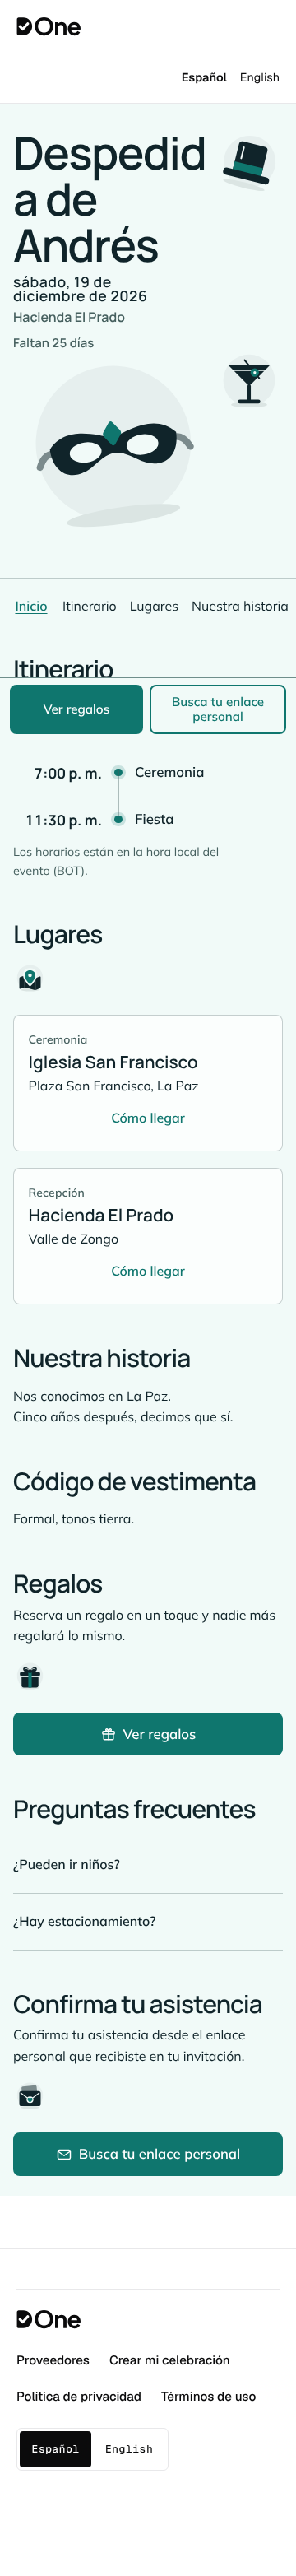 One
Español English
Despedid
a de
Andrés
sábado, 19 de
diciembre de 2026
Hacienda El Prado
Faltan 25 días
Inicio Itinerario Lugares Nuestra historia
Itinerario
Ver regalos
Busca tu enlace
personal
7:00 p. m. Ceremonia
11:30 p. m. Fiesta
Los horarios están en la hora local del
evento (BOT).
Lugares
Ceremonia
Iglesia San Francisco
Plaza San Francisco, La Paz
Cómo llegar
Recepción
Hacienda El Prado
Valle de Zongo
Cómo llegar
Nuestra historia
Nos conocimos en La Paz.
Cinco años después, decimos que sí.
Código de vestimenta
Formal, tonos tierra.
Regalos
Reserva un regalo en un toque y nadie más
regalará lo mismo.
Ver regalos
Preguntas frecuentes
¿Pueden ir niños?
¿Hay estacionamiento?
Confirma tu asistencia
Confirma tu asistencia desde el enlace
personal que recibiste en tu invitación.
Busca tu enlace personal
One
Proveedores Crear mi celebración
Política de privacidad Términos de uso
Español English